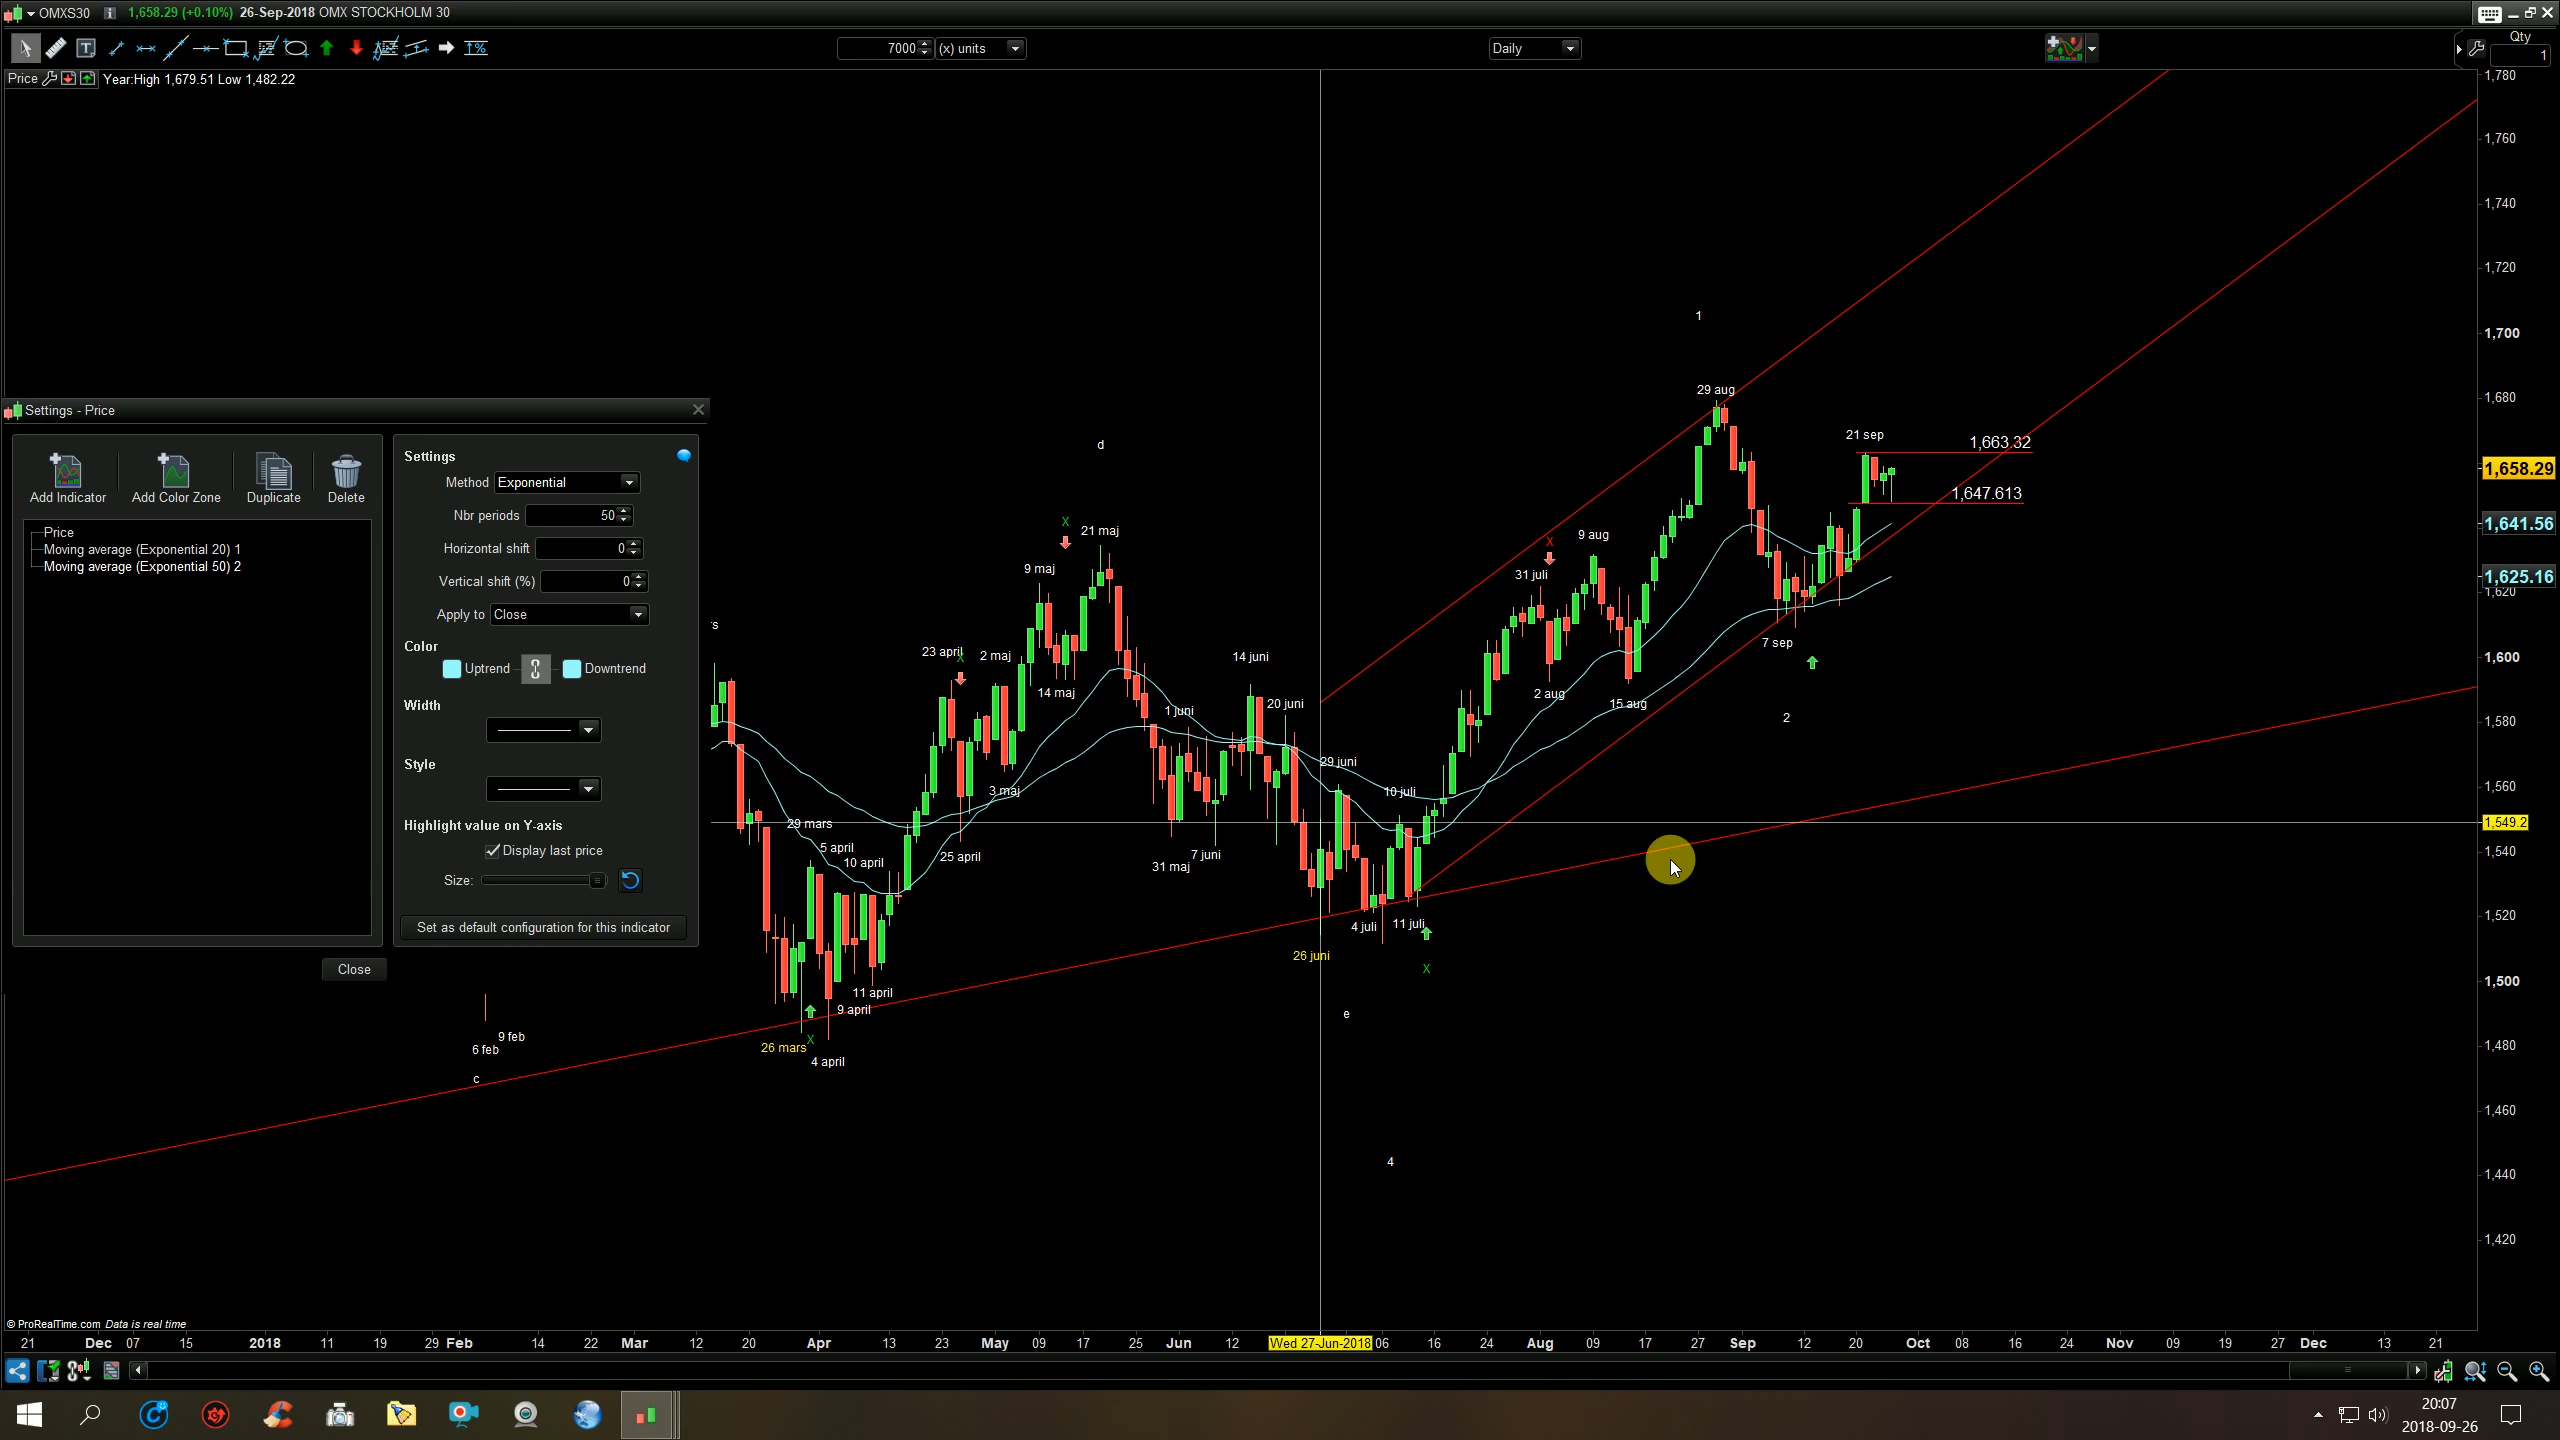 OMXS30 1,658.29 (+0.10%) 26-Sep-2018 OMX STOCKHOLM 30
7000 (x) units Daily Qty 1
Price Year:High 1,679.51 Low 1,482.22
1,780
1,760
1,740
1,720
1,700
1,680
1,658.29
1,641.56
1,625.16
1,620
1,600
1,580
1,560
1,549.2
1,540
1,520
1,500
1,480
1,460
1,440
1,420
Settings - Price
Add Indicator Add Color Zone Duplicate Delete
Price
Moving average (Exponential 20) 1
Moving average (Exponential 50) 2
Settings
Method Exponential
Nbr periods 50
Horizontal shift 0
Vertical shift (%) 0
Apply to Close
Color
Uptrend Downtrend
Width
Style
Highlight value on Y-axis
Display last price
Size:
Set as default configuration for this indicator
Close
1
29 aug
21 sep 1,663.32
1,647.613
d
X 21 maj
9 maj
X 9 aug
31 juli
23 april X 2 maj
14 juni
7 sep
14 maj
2 aug
15 aug
1 juni
20 juni
2
29 juni
3 maj
10 juli
29 mars
5 april
10 april
25 april
31 maj
7 juni
4 juli
11 juli
26 juni
X
11 april
9 april
e
26 mars X
4 april
9 feb
6 feb
c
4
© ProRealTime.com Data is real time
21 Dec 07 15 2018 11 19 29 Feb 14 22 Mar 12 20 Apr 13 23 May 09 17 25 Jun 12 Wed 27-Jun-2018 06 16 24 Aug 09 17 27 Sep 12 20 Oct 08 16 24 Nov 09 19 27 Dec 13 21
20:07
2018-09-26